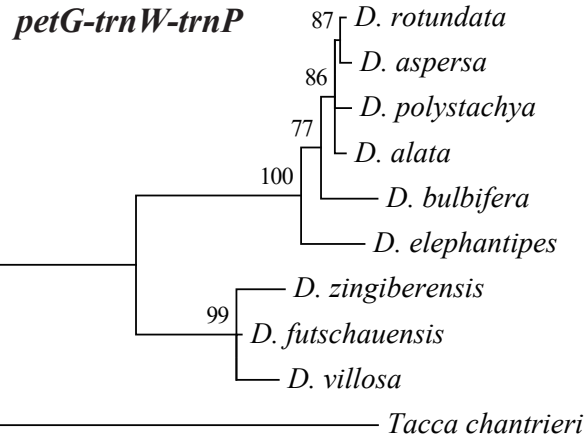 petG-trnW-trnP
87
D. rotundata
D. aspersa
86
D. polystachya
77
D. alata
100
D. bulbifera
D. elephantipes
D. zingiberensis
99
D. futschauensis
D. villosa
Tacca chantrieri